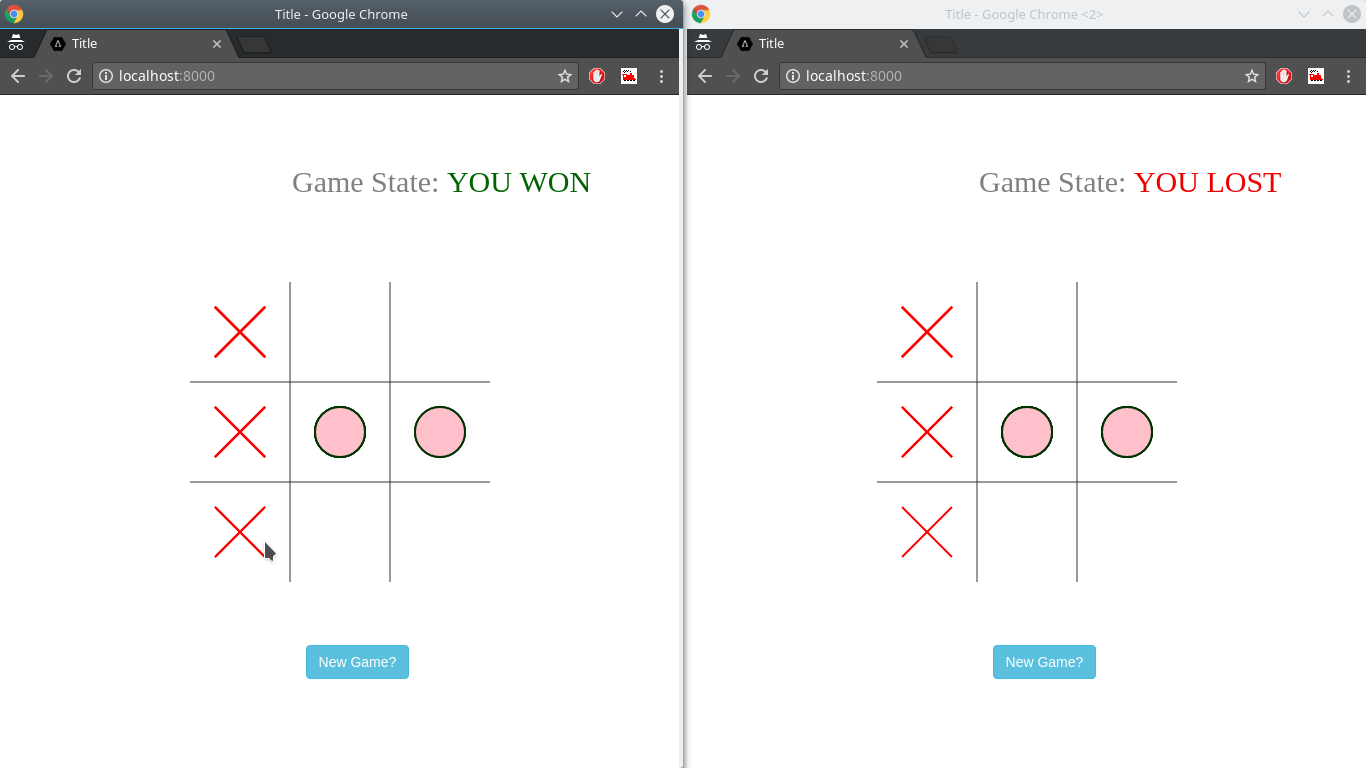 Title - Google Chrome
Title
localhost:8000
Game State: YOU WON
New Game?
Title - Google Chrome <2>
Title
localhost:8000
Game State: YOU LOST
New Game?